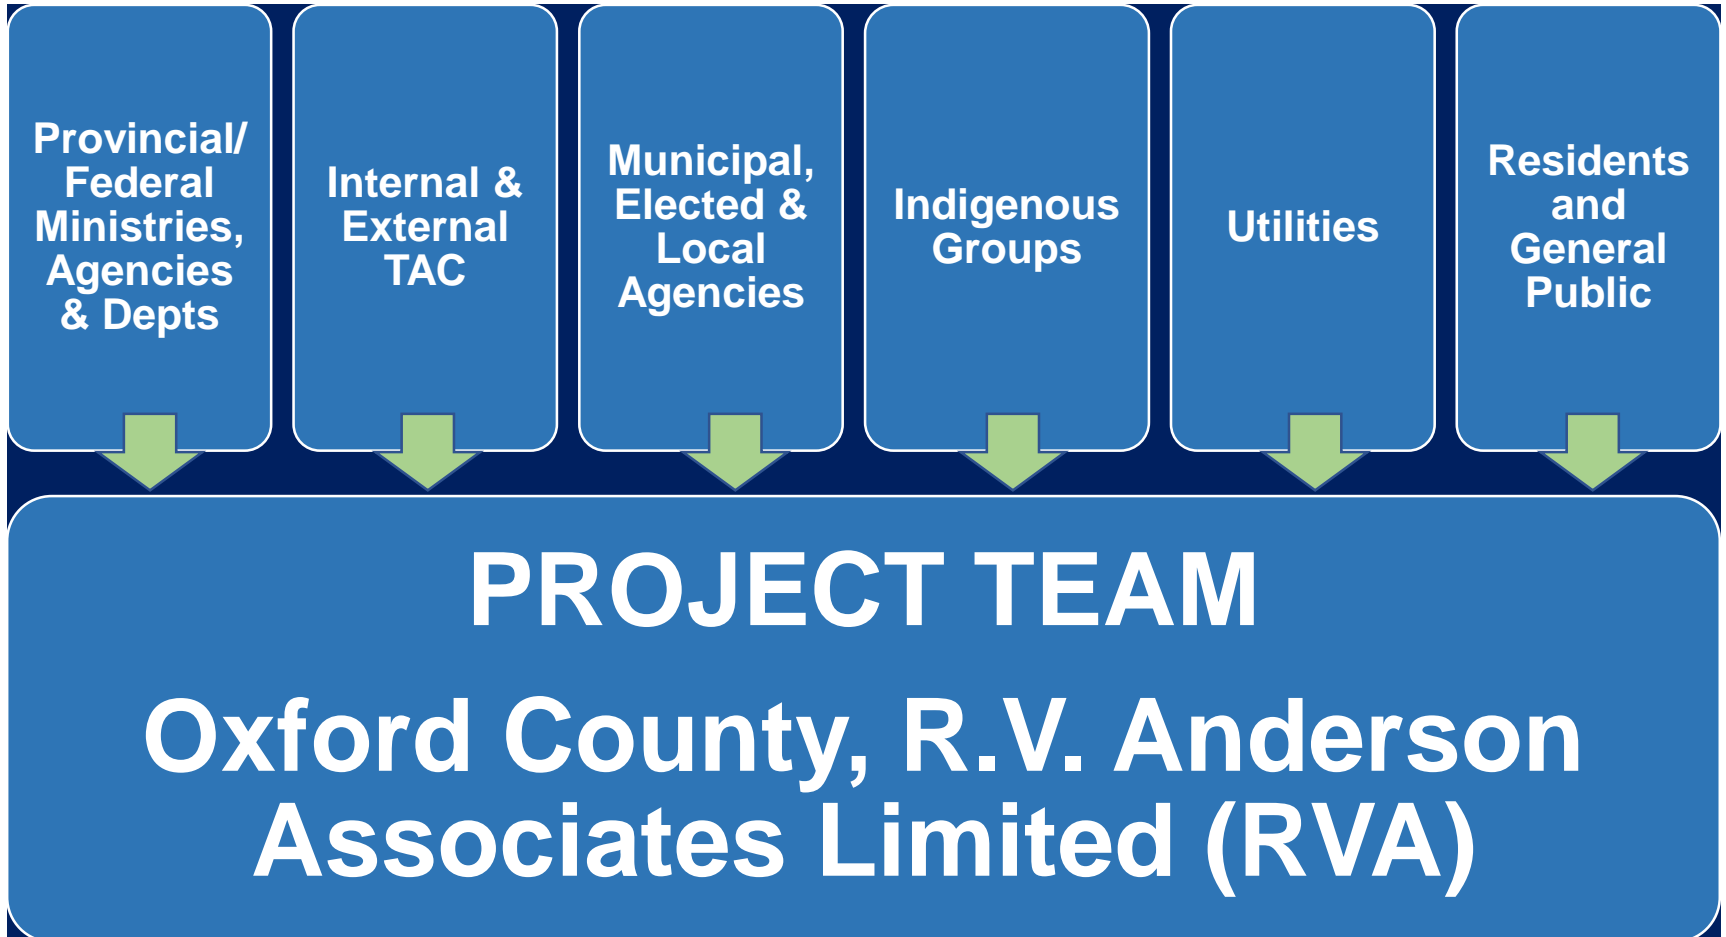 Provincial/
Federal
Ministries,
Agencies
& Depts
Internal &
External
TAC
Municipal,
Elected &
Local
Agencies
Indigenous
Groups
Utilities
Residents
and
General
Public
PROJECT TEAM
Oxford County, R.V. Anderson
Associates Limited (RVA)